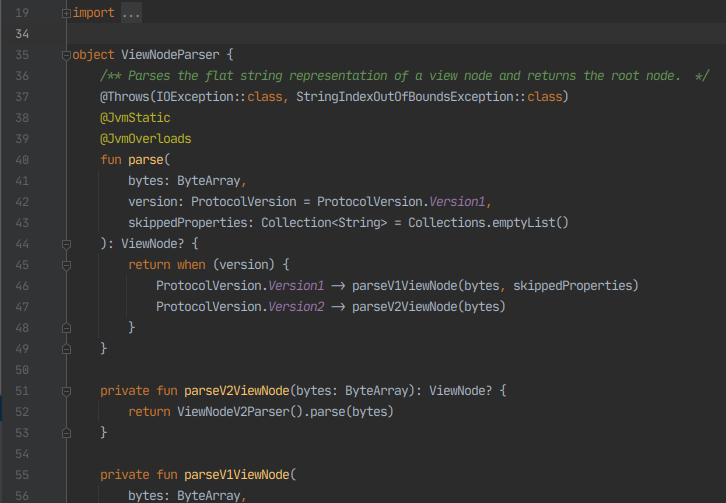 19 import ...
34
35 object ViewNodeParser {
36 /** Parses the flat string representation of a view node and returns the root node.  */
37 @Throws(IOException::class, StringIndexOutOfBoundsException::class)
38 @JvmStatic
39 @JvmOverloads
40 fun parse(
41 bytes: ByteArray,
42 version: ProtocolVersion = ProtocolVersion.Version1,
43 skippedProperties: Collection<String> = Collections.emptyList()
44 ): ViewNode? {
45 return when (version) {
46 ProtocolVersion.Version1 -> parseV1ViewNode(bytes, skippedProperties)
47 ProtocolVersion.Version2 -> parseV2ViewNode(bytes)
48 }
49 }
50
51 private fun parseV2ViewNode(bytes: ByteArray): ViewNode? {
52 return ViewNodeV2Parser().parse(bytes)
53 }
54
55 private fun parseV1ViewNode(
56 bytes: ByteArray,